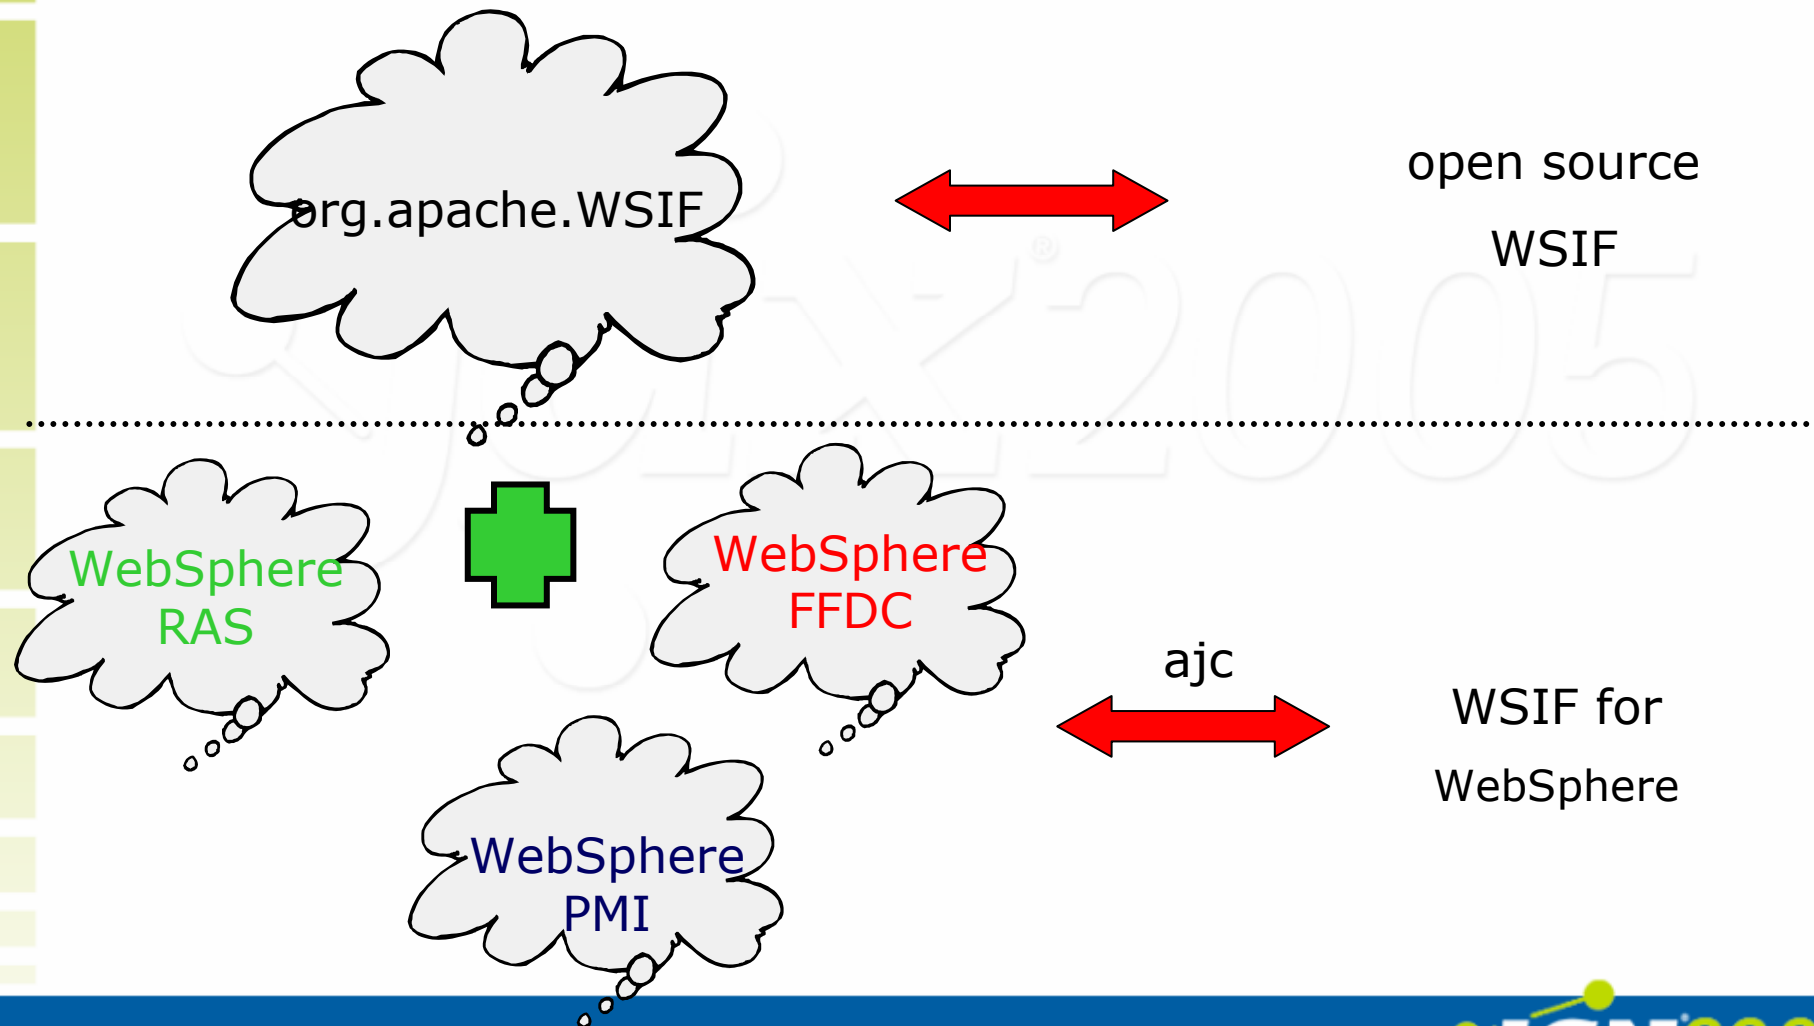 org.apache.WSIF
open source
WSIF
WebSphere
RAS
WebSphere
FFDC
ajc
WSIF for
WebSphere
WebSphere
PMI